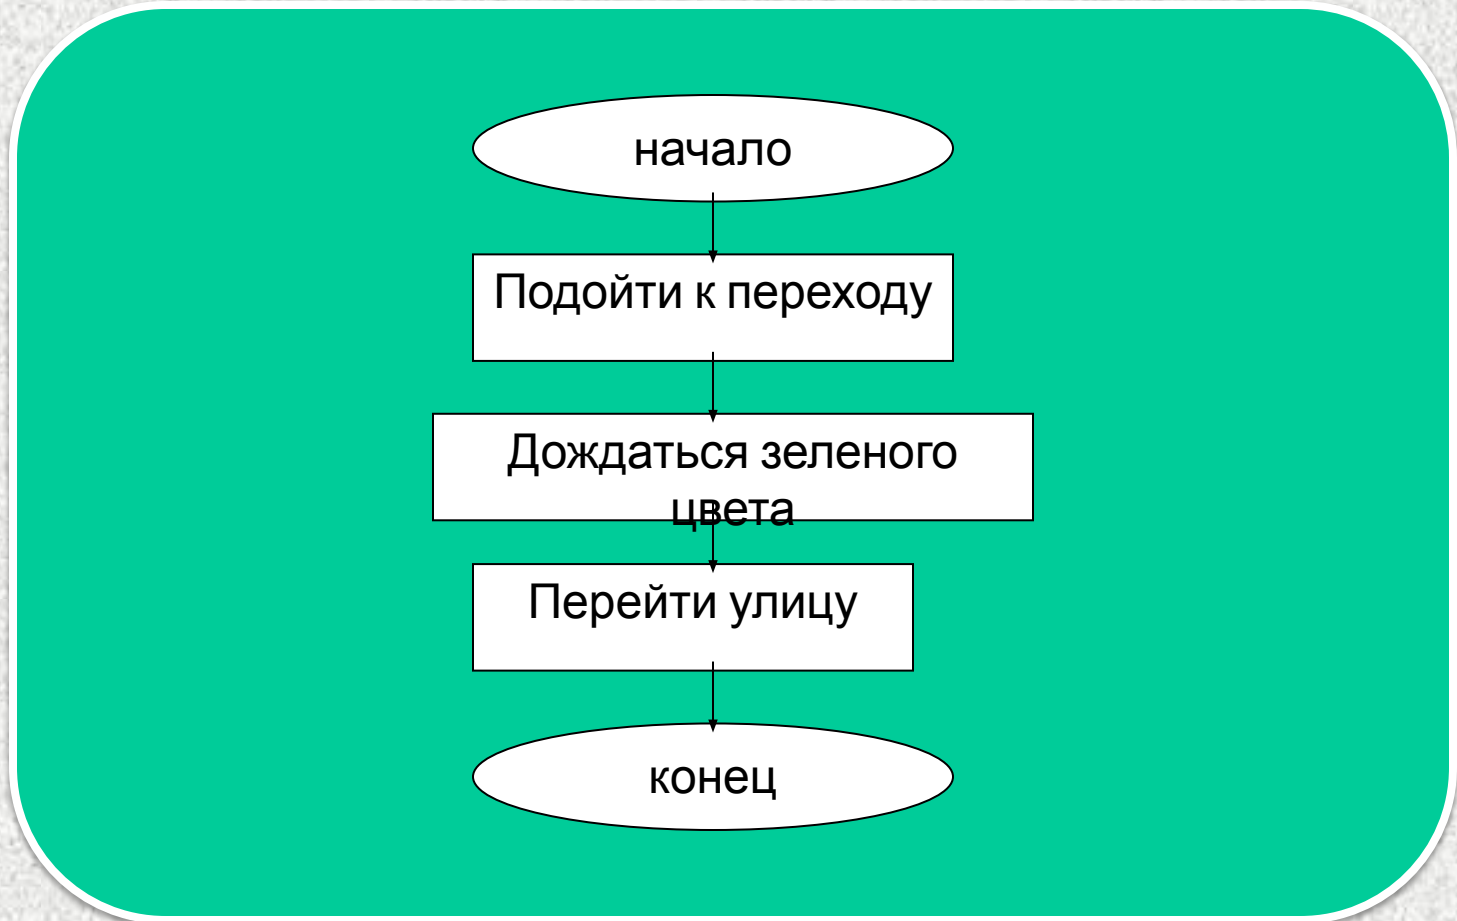 начало
Подойти к переходу
Дождаться зеленого
цвета
Перейти улицу
конец